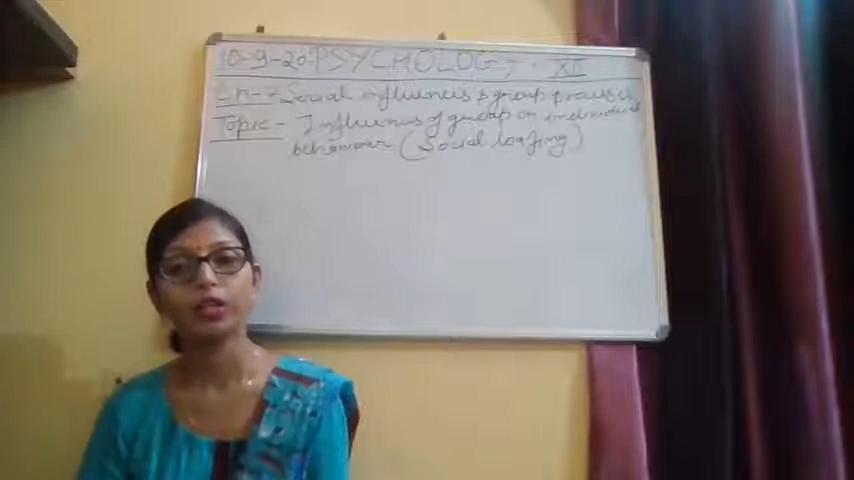 10-9-20 PSYCHOLOGY - XII
Ch-7 Social influences & group processes
Topic - Influences of group on individual
behaviour (Social loafing)